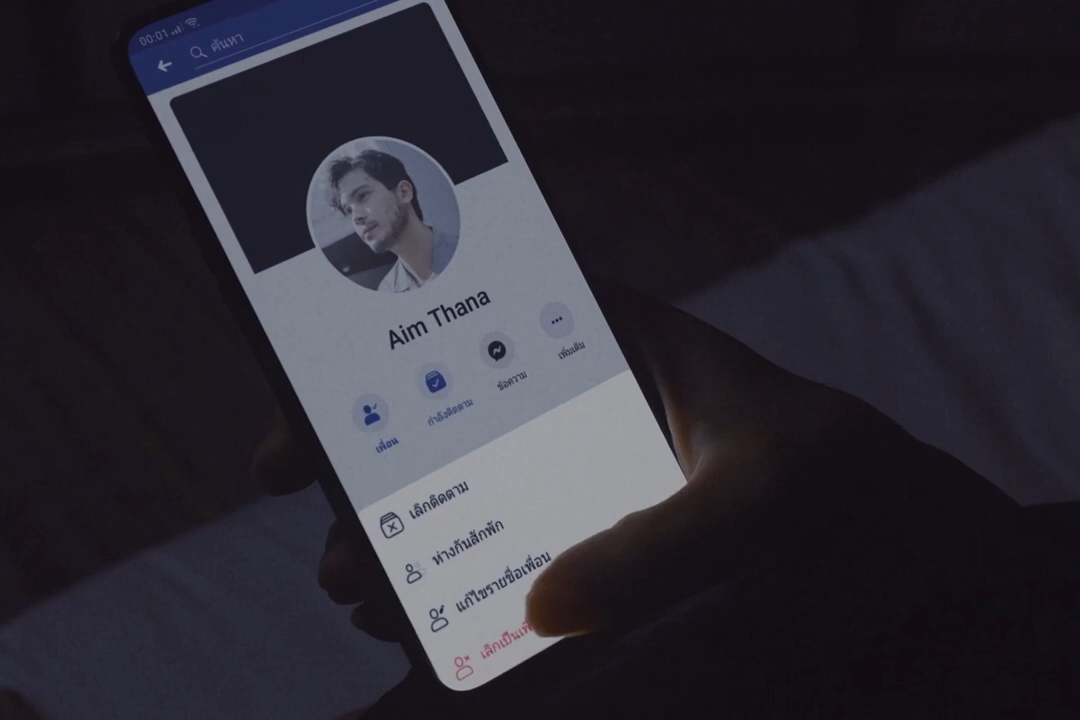 00:01
ค้นหา
Aim Thana
เพื่อน
กำลังติดตาม
ข้อความ
เพิ่มเติม
เลิกติดตาม
ห่างกันสักพัก
แก้ไขรายชื่อเพื่อน
เลิกเป็นเพื่